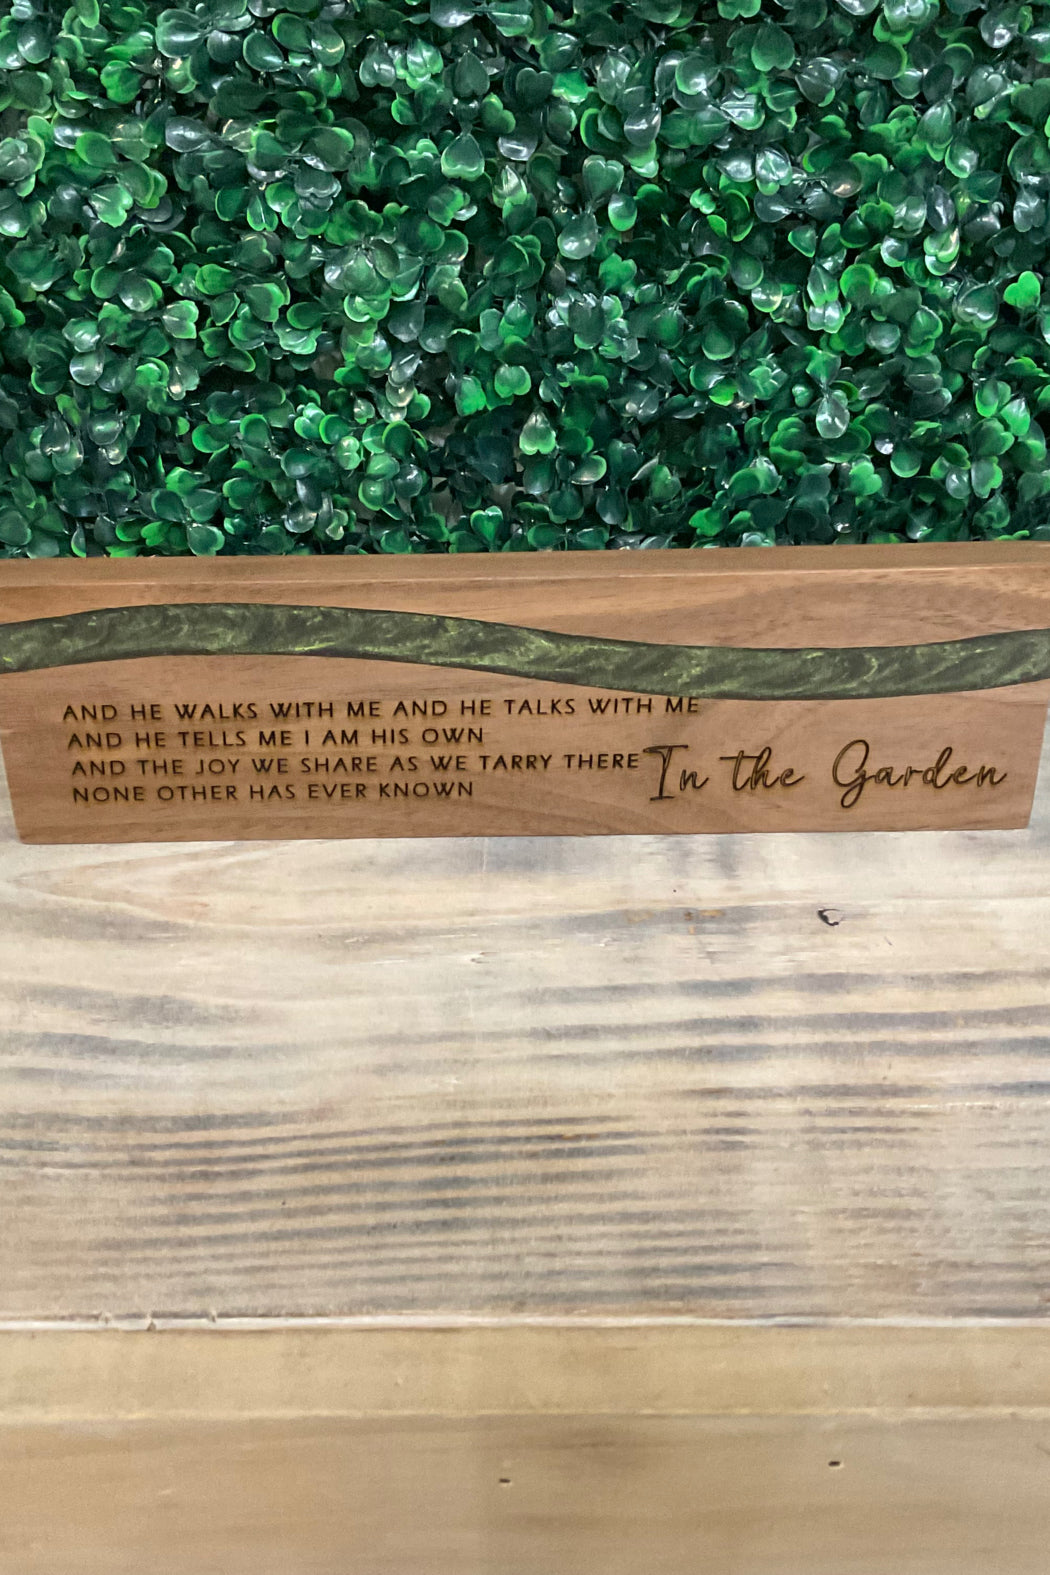 AND HE WALKS WITH ME AND HE TALKS WITH ME
AND HE TELLS ME I AM HIS OWN
AND THE JOY WE SHARE AS WE TARRY THERE
NONE OTHER HAS EVER KNOWN
In the Garden